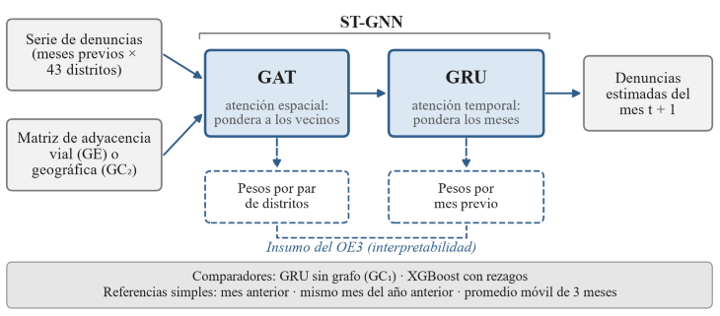 ST-GNN
Serie de denuncias
(meses previos ×
43 distritos)
Matriz de adyacencia
vial (GE) o
geográfica (GC₂)
GAT
atención espacial:
pondera a los vecinos
GRU
atención temporal:
pondera los meses
Denuncias
estimadas del
mes t + 1
Pesos por par
de distritos
Pesos por
mes previo
Insumo del OE3 (interpretabilidad)
Comparadores: GRU sin grafo (GC₁) · XGBoost con rezagos
Referencias simples: mes anterior · mismo mes del año anterior · promedio móvil de 3 meses